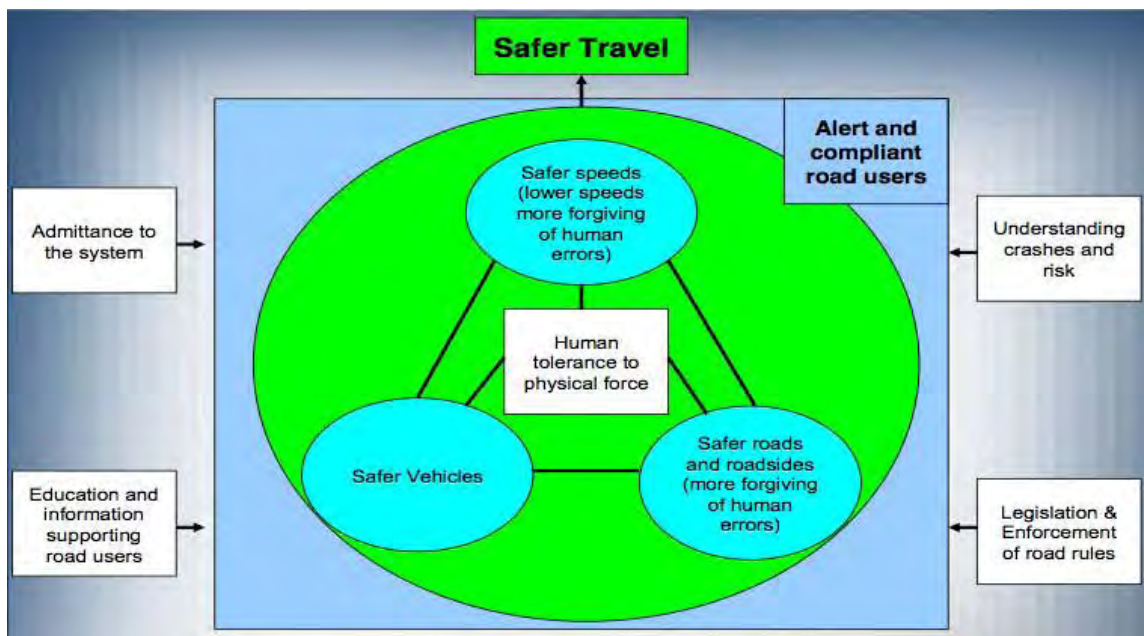 Safer Travel
Alert and
compliant
road users
Safer speeds
(lower speeds
more forgiving
of human
errors)
Admittance to
the system
Understanding
crashes and
risk
Human
tolerance to
physical force
Safer Vehicles
Safer roads
and roadsides
(more forgiving
of human
errors)
Education and
information
supporting
road users
Legislation &
Enforcement
of road rules